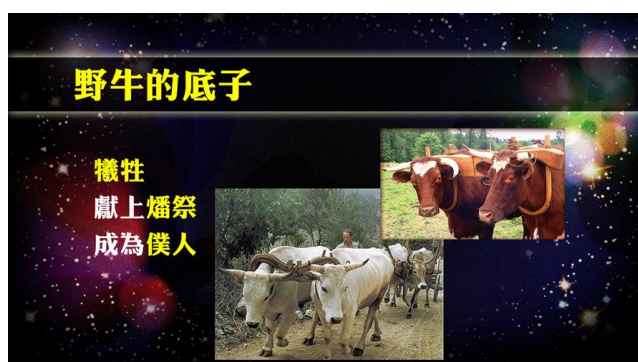 野牛的底子
犧牲
獻上燔祭
成為僕人